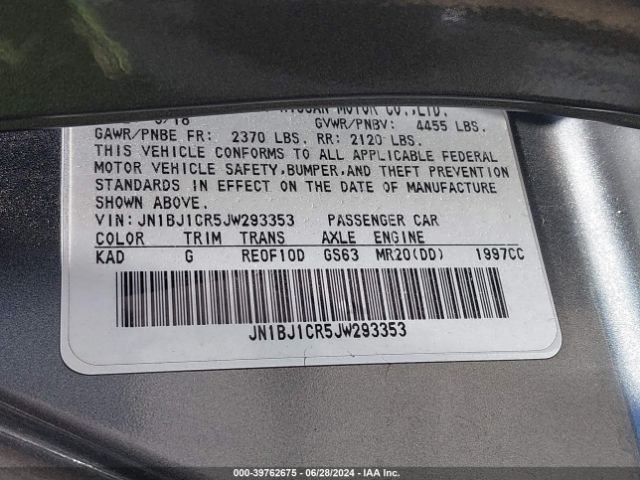 MOTOR CO.,LTD.
GVWR/PNBV: 4455 LBS.
GAWR/PNBE FR: 2370 LBS. RR: 2120 LBS.
THIS VEHICLE CONFORMS TO ALL APPLICABLE FEDERAL
MOTOR VEHICLE SAFETY,BUMPER,AND THEFT PREVENTION
STANDARDS IN EFFECT ON THE DATE OF MANUFACTURE
SHOWN ABOVE.
VIN:JN1BJ1CR5JW293353 PASSENGER CAR
COLOR TRIM TRANS AXLE ENGINE
KAD G RE0F10D GS63 MR20(DD) 1997CC
JN1BJ1CR5JW293353
000-39762675 | 06/28/2024 | IAA Inc.